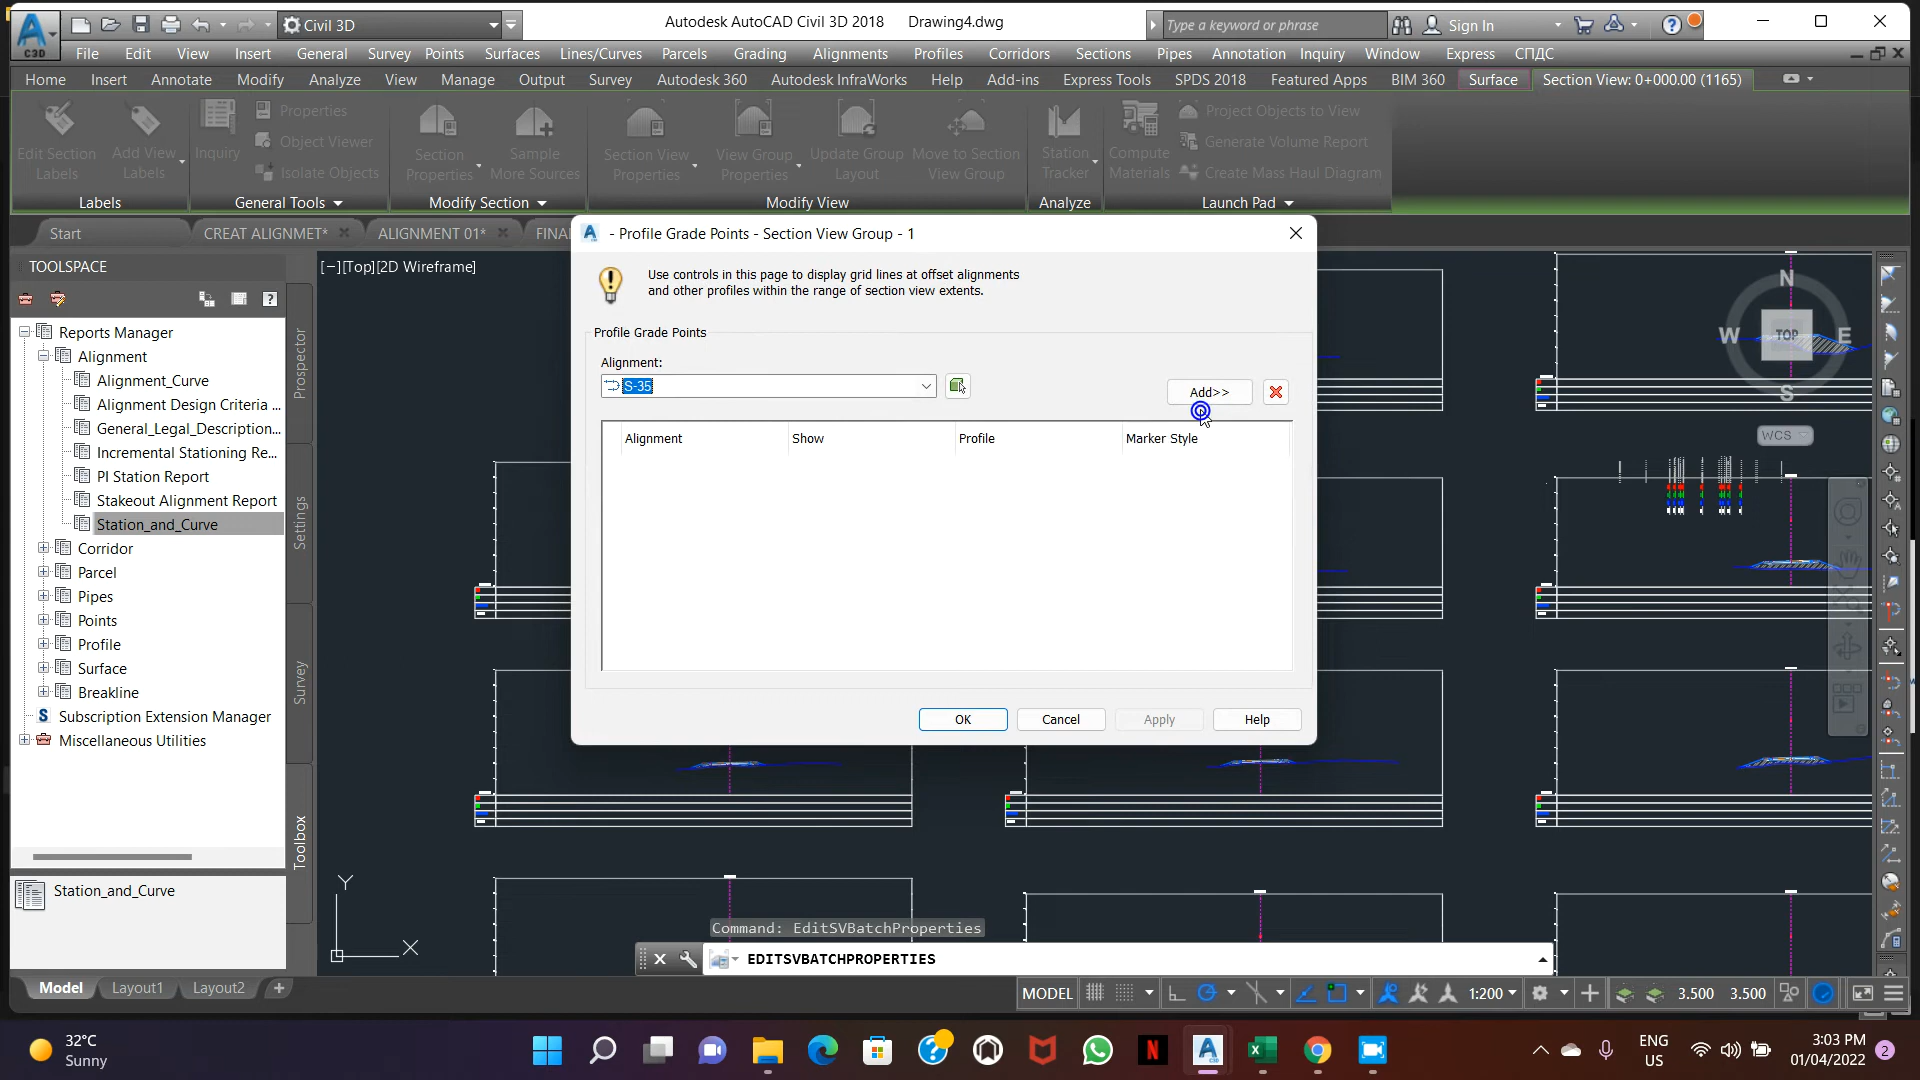 C3D
Civil 3D
Autodesk AutoCAD Civil 3D 2018 Drawing4.dwg
Type a keyword or phrase
Sign In
File Edit View Insert General Survey Points Surfaces Lines/Curves Parcels Grading Alignments Profiles Corridors Sections Pipes Annotation Inquiry Window Express СПДС
Home Insert Annotate Modify Analyze View Manage Output Survey Autodesk 360 Autodesk InfraWorks Help Add-ins Express Tools SPDS 2018 Featured Apps BIM 360 Surface Section View: 0+000.00 (1165)
Edit Section Labels
Add View Labels
Inquiry
Properties
Object Viewer
Isolate Objects
Section Properties
Sample More Sources
Section View Properties
View Group Properties
Update Group Layout
Move to Section View Group
Station Tracker
Compute Materials
Project Objects to View
Generate Volume Report
Create Mass Haul Diagram
Labels General Tools Modify Section Modify View Analyze Launch Pad
Start CREAT ALIGNMET* ALIGNMENT 01* FINA
TOOLSPACE
[−][Top][2D Wireframe]
Reports Manager
Alignment
Alignment_Curve
Alignment Design Criteria ...
General_Legal_Description...
Incremental Stationing Re...
PI Station Report
Stakeout Alignment Report
Station_and_Curve
Corridor
Parcel
Pipes
Points
Profile
Surface
Breakline
Subscription Extension Manager
Miscellaneous Utilities
Station_and_Curve
Prospector
Settings
Survey
Toolbox
- Profile Grade Points - Section View Group - 1
Use controls in this page to display grid lines at offset alignments
and other profiles within the range of section view extents.
Profile Grade Points
Alignment:
S-35
Add>>
Alignment Show Profile Marker Style
OK Cancel Apply Help
N
W TOP E
S
WCS
Y
X
Command: EditSVBatchProperties
EDITSVBATCHPROPERTIES
Model Layout1 Layout2 +
MODEL 1:200 3.500 3.500
32°C
Sunny
ENG
US
3:03 PM
01/04/2022
2